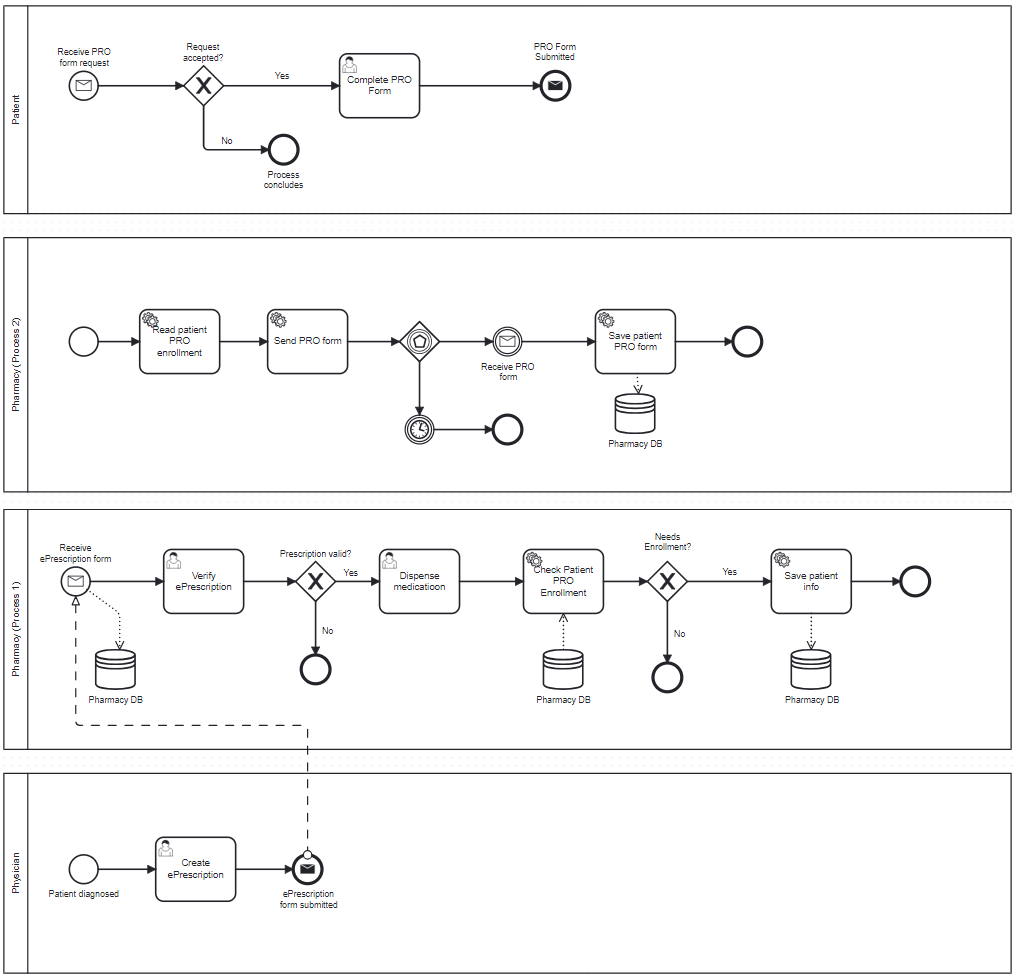 Patient
Receive PRO
form request
Request
accepted?
Yes
No
Process
concludes
Complete PRO
Form
PRO Form
Submitted
Pharmacy (Process 2)
Read patient
PRO
enrollment
Send PRO form
Receive PRO
form
Save patient
PRO form
Pharmacy DB
Pharmacy (Process 1)
Receive
ePrescription form
Pharmacy DB
Verify
ePrescription
Prescription valid?
Yes
No
Dispense
medicatioon
Check Patient
PRO
Enrollment
Pharmacy DB
Needs
Enrollment?
Yes
No
Save patient
info
Pharmacy DB
Physician
Patient diagnosed
Create
ePrescription
ePrescription
form submitted